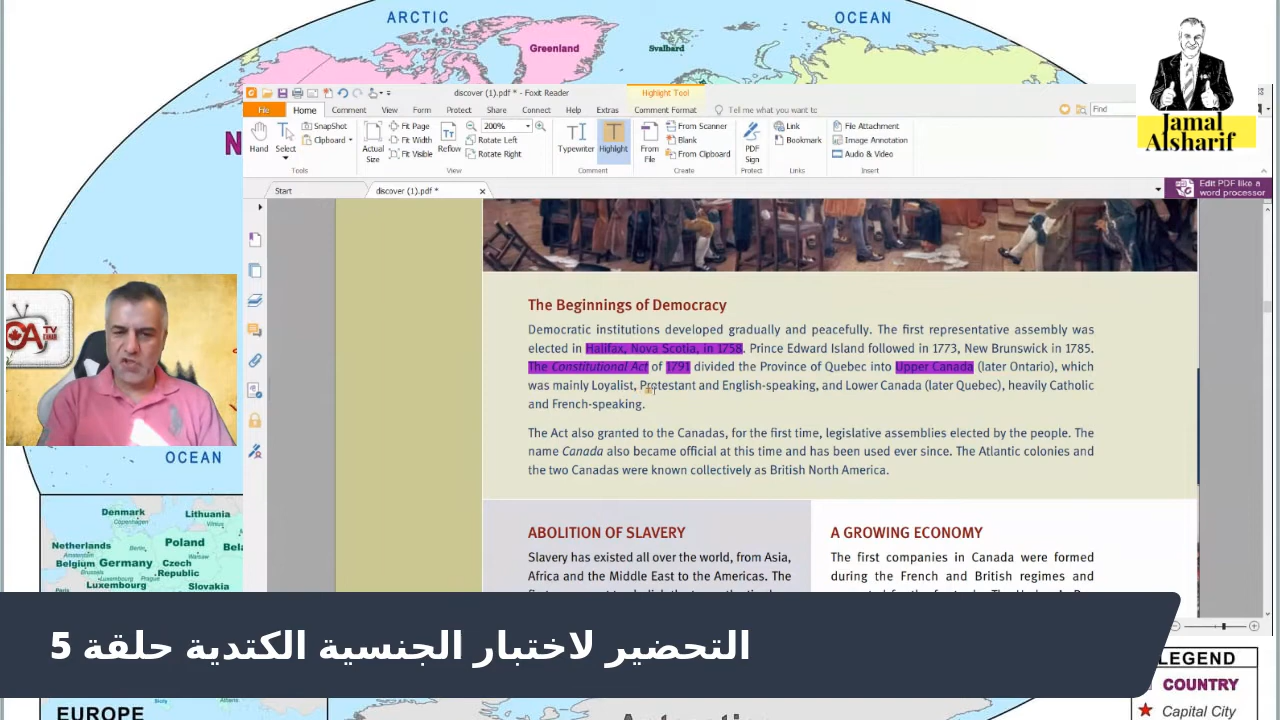 ARCTIC
OCEAN
Greenland
Svalbard
Jamal
Alsharif
discover (1).pdf * - Foxit Reader
Highlight Tool
File
Home
Comment
View
Form
Protect
Share
Connect
Help
Extras
Comment Format
Tell me what you want to
Find
Hand
Select
SnapShot
Clipboard
Actual
Size
Fit Page
Fit Width
Fit Visible
Reflow
200%
Rotate Left
Rotate Right
Typewriter
Highlight
From
File
From Scanner
Blank
From Clipboard
PDF
Sign
Link
Bookmark
File Attachment
Image Annotation
Audio & Video
Tools
View
Comment
Create
Protect
Links
Insert
Start
discover (1).pdf *
Edit PDF like a
word processor
The Beginnings of Democracy
Democratic institutions developed gradually and peacefully. The first representative assembly was
elected in Halifax, Nova Scotia, in 1758. Prince Edward Island followed in 1773, New Brunswick in 1785.
The Constitutional Act of 1791 divided the Province of Quebec into Upper Canada (later Ontario), which
was mainly Loyalist, Protestant and English-speaking, and Lower Canada (later Quebec), heavily Catholic
and French-speaking.
The Act also granted to the Canadas, for the first time, legislative assemblies elected by the people. The
name Canada also became official at this time and has been used ever since. The Atlantic colonies and
the two Canadas were known collectively as British North America.
ABOLITION OF SLAVERY
Slavery has existed all over the world, from Asia,
Africa and the Middle East to the Americas. The
A GROWING ECONOMY
The first companies in Canada were formed
during the French and British regimes and
TV
OCEAN
Denmark
Copenhagen
Lithuania
Vilnius
Netherlands
Amsterdam
Berlin
Poland
Belgium
Germany
Brussels
Czech
Republic
Prague
Luxembourg
Luxembourg
Slovakia
التحضير لاختبار الجنسية الكتدية حلقة 5
EUROPE
LEGEND
COUNTRY
Capital City